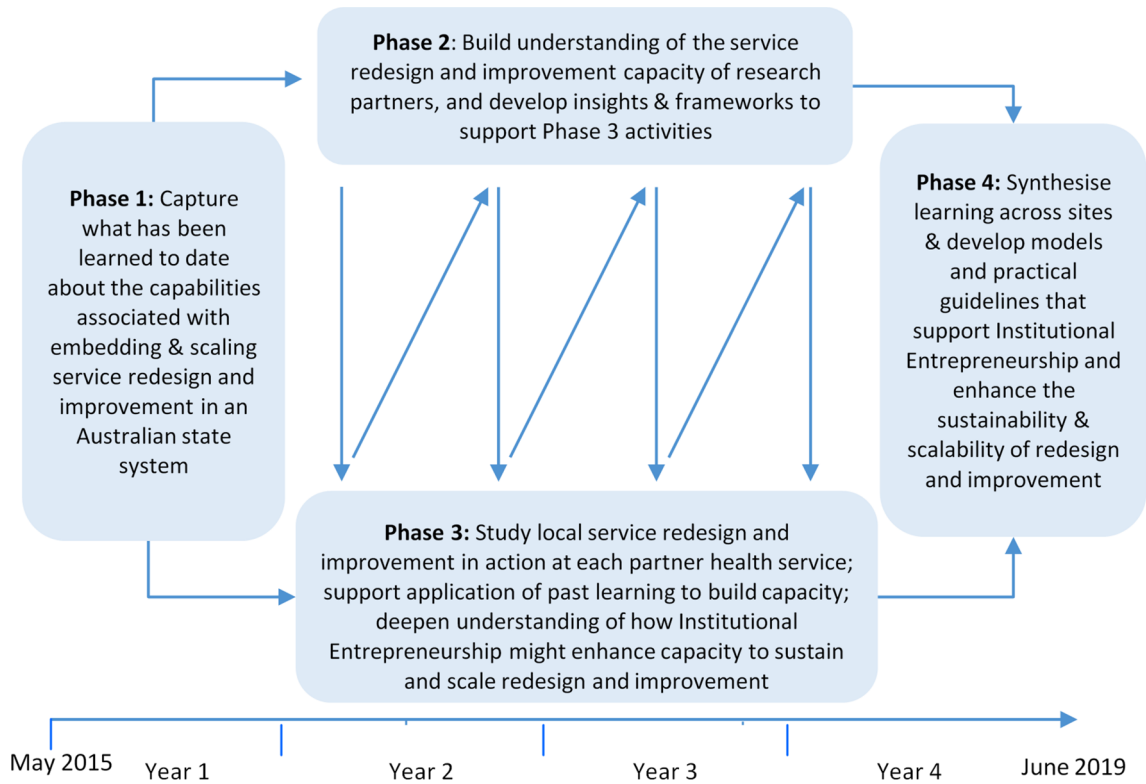 Phase 2: Build understanding of the service
redesign and improvement capacity of research
partners, and develop insights & frameworks to
support Phase 3 activities
Phase 1: Capture
what has been
learned to date
about the capabilities
associated with
embedding & scaling
service redesign and
improvement in an
Australian state
system
Phase 4: Synthesise
learning across sites
& develop models
and practical
guidelines that
support Institutional
Entrepreneurship and
enhance the
sustainability &
scalability of redesign
and improvement
Phase 3: Study local service redesign and
improvement in action at each partner health service;
support application of past learning to build capacity;
deepen understanding of how Institutional
Entrepreneurship might enhance capacity to sustain
and scale redesign and improvement
May 2015
Year 1
Year 2
Year 3
Year 4
June 2019